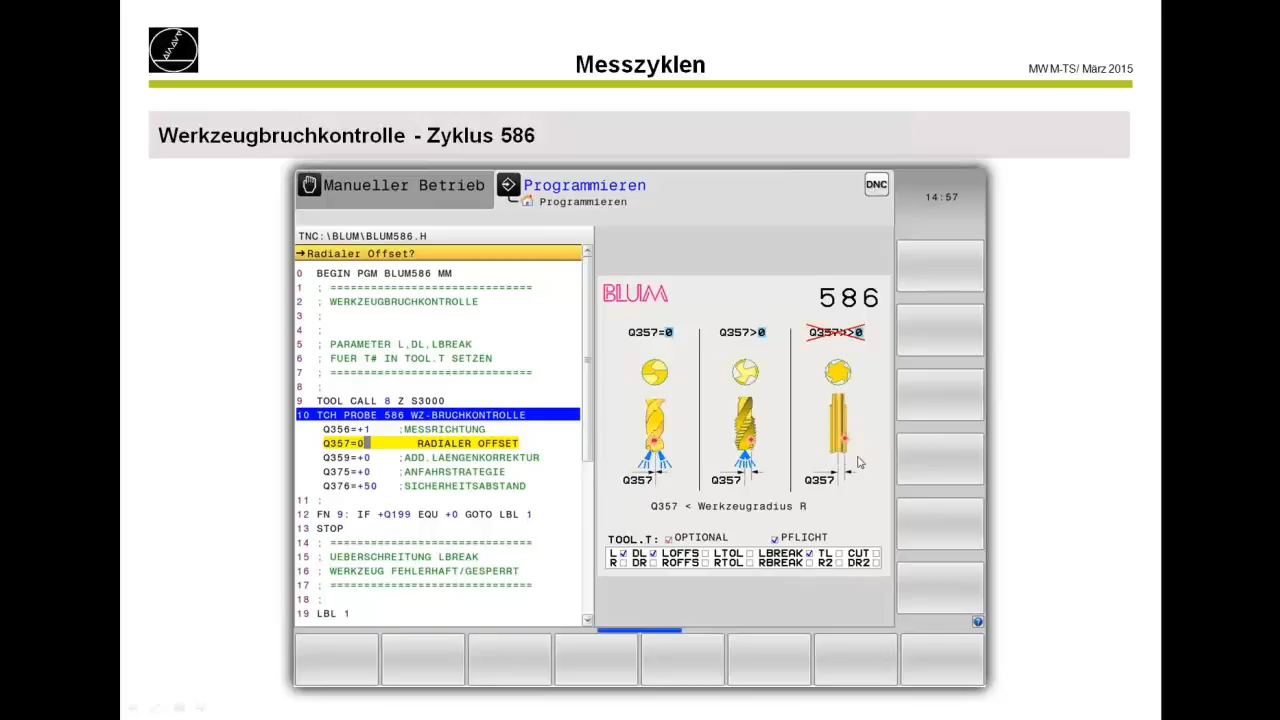 Messzyklen
MWM-TS/ März 2015
Werkzeugbruchkontrolle - Zyklus 586
Manueller Betrieb
Programmieren
Programmieren
DNC
14:57
TNC:\BLUM\BLUM586.H
➔Radialer Offset?
0 BEGIN PGM BLUM586 MM
1 ; ==============================
2 ; WERKZEUGBRUCHKONTROLLE
3 ;
4 ;
5 ; PARAMETER L,DL,LBREAK
6 ; FUER T# IN TOOL.T SETZEN
7 ; ==============================
8 ;
9 TOOL CALL 8 Z S3000
10 TCH PROBE 586 WZ-BRUCHKONTROLLE
Q356=+1 ;MESSRICHTUNG
Q357=0 RADIALER OFFSET
Q359=+0 ;ADD.LAENGENKORREKTUR
Q375=+0 ;ANFAHRSTRATEGIE
Q376=+50 ;SICHERHEITSABSTAND
11 ;
12 FN 9: IF +Q199 EQU +0 GOTO LBL 1
13 STOP
14 ; ==============================
15 ; UEBERSCHREITUNG LBREAK
16 ; WERKZEUG FEHLERHAFT/GESPERRT
17 ; ==============================
18 ;
19 LBL 1
BLUM
586
Q357=0 Q357>0 Q357>>0
Q357 Q357 Q357
Q357 < Werkzeugradius R
TOOL.T: ☑ OPTIONAL ☑ PFLICHT
L ☑ DL ☑ LOFFS ☐ LTOL ☐ LBREAK ☑ TL ☐ CUT ☐
R ☐ DR ☐ ROFFS ☐ RTOL ☐ RBREAK ☐ R2 ☐ DR2 ☐